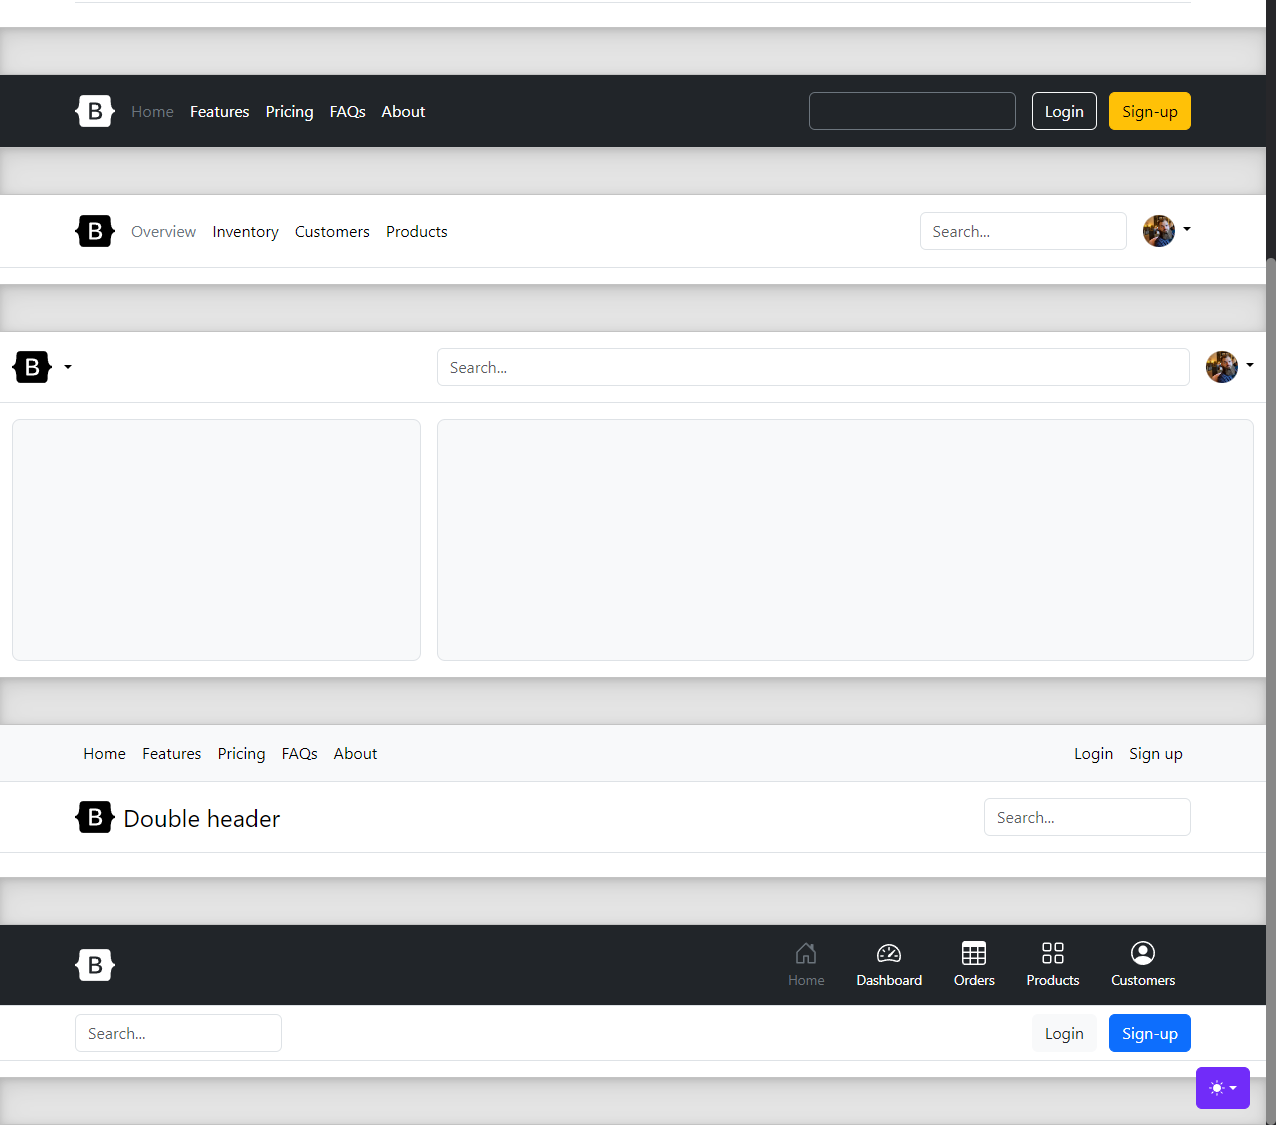 B Home Features Pricing FAQs About Login Sign-up
B Overview Inventory Customers Products Search...
B Search...
Home Features Pricing FAQs About Login Sign up
B Double header Search...
B Home Dashboard Orders Products Customers
Search... Login Sign-up